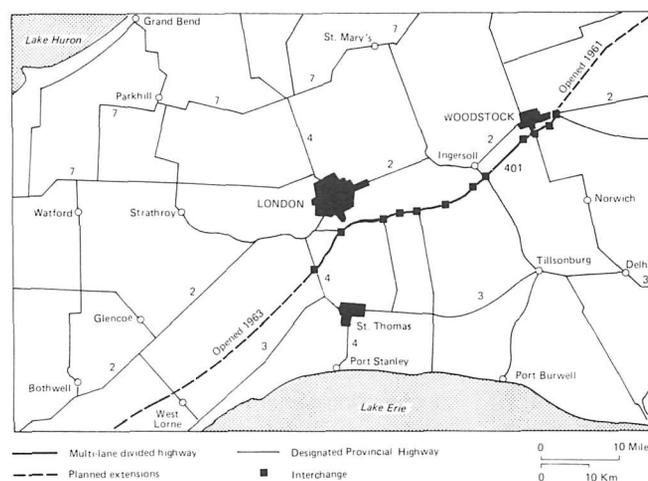 Lake Huron
Grand Bend
7
St. Mary's
7
Opened 1961
Parkhill
7
7
7
4
WOODSTOCK
2
2
Ingersoll
401
7
2
LONDON
Watford
Strathroy
Norwich
Tillsonburg
Delh
3
4
2
Glencoe
Opened 1963
3
3
St. Thomas
4
Port Stanley
Port Burwell
Bothwell
2
West
Lorne
Lake Erie
Multi-lane divided highway
Designated Provincial Highway
0 10 Mile
Planned extensions
Interchange
0 10 Km